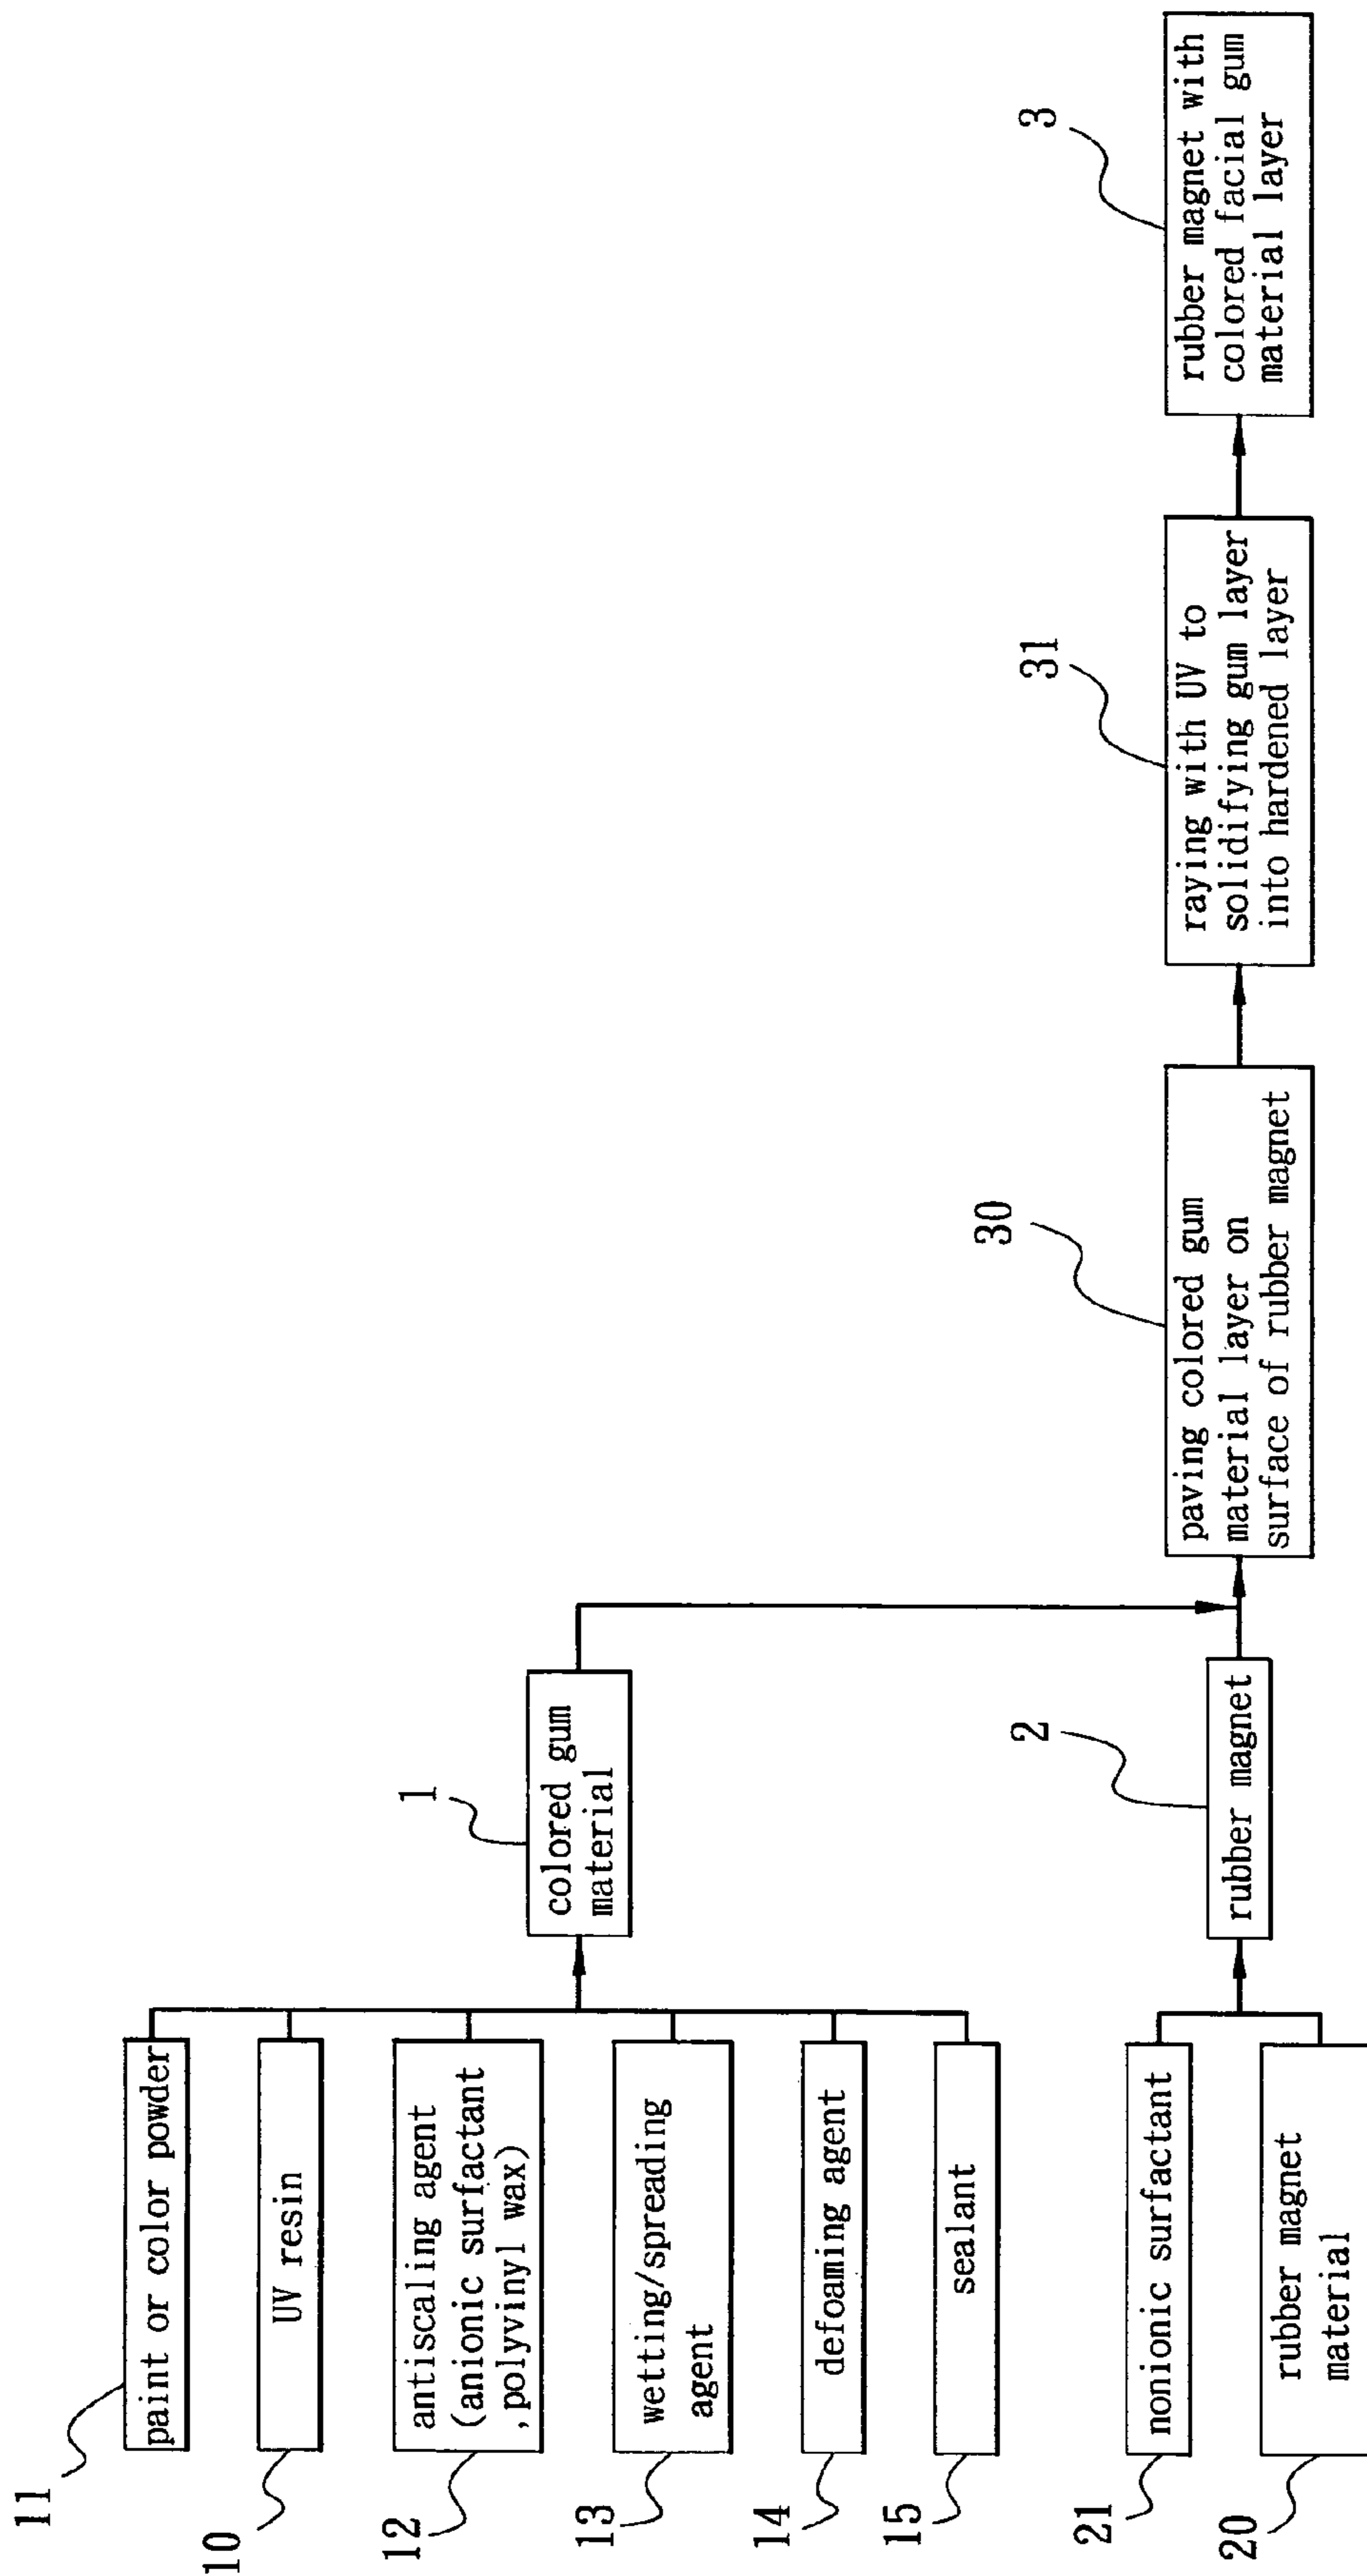 11
paint or color powder
10
UV resin
12
antiscaling agent
(anionic surfactant
,polyvinyl wax)
13
wetting/spreading
agent
14
defoaming agent
15
sealant
21
nonionic surfactant
20
rubber magnet
material
1
colored gum
material
2
rubber magnet
30
paving colored gum
material layer on
surface of rubber magnet
31
raying with UV to
solidifying gum layer
into hardened layer
3
rubber magnet with
colored facial gum
material layer